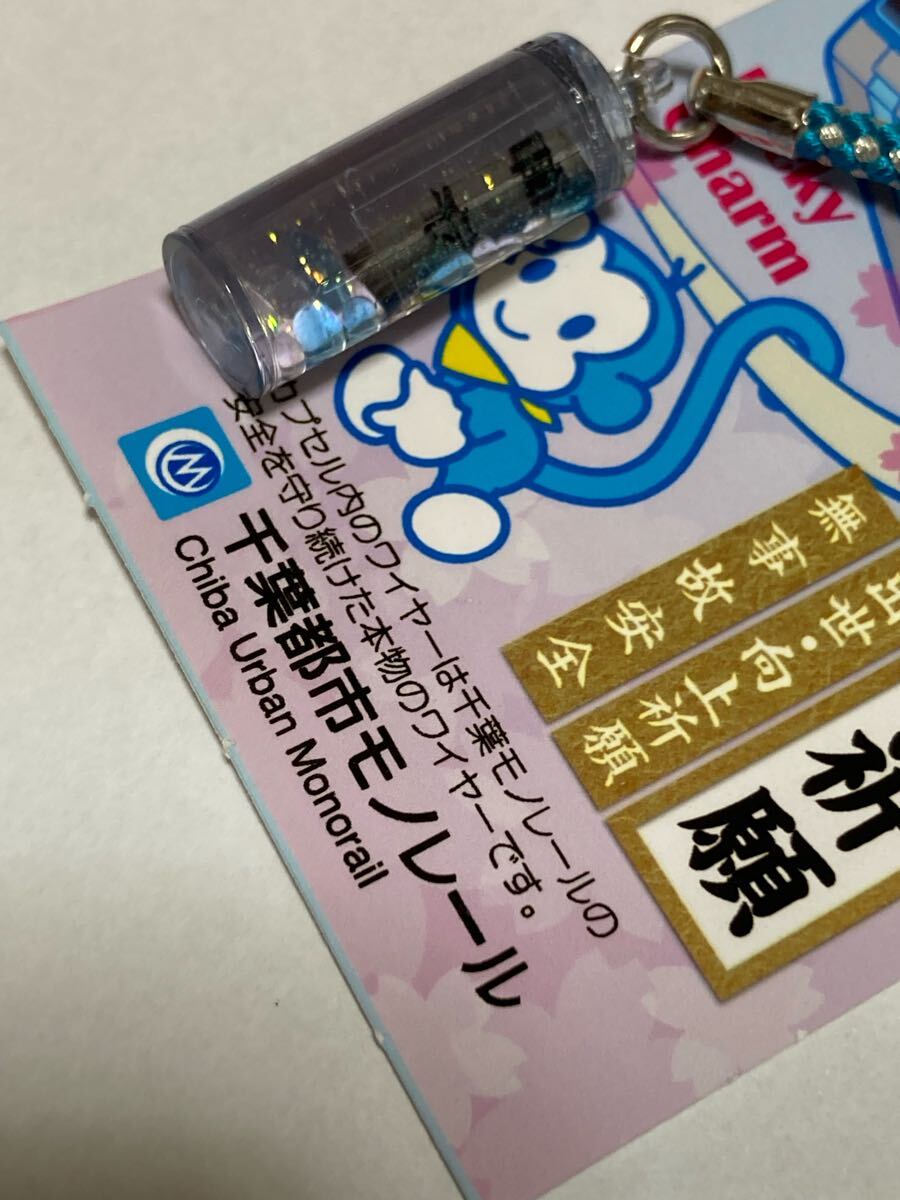 cky
harm
無事故安全
出世・向上祈願
祈願
プセル内のワイヤーは千葉モノレールの
安全を守り続けた本物のワイヤーです。
千葉都市モノレール
Chiba Urban Monorail